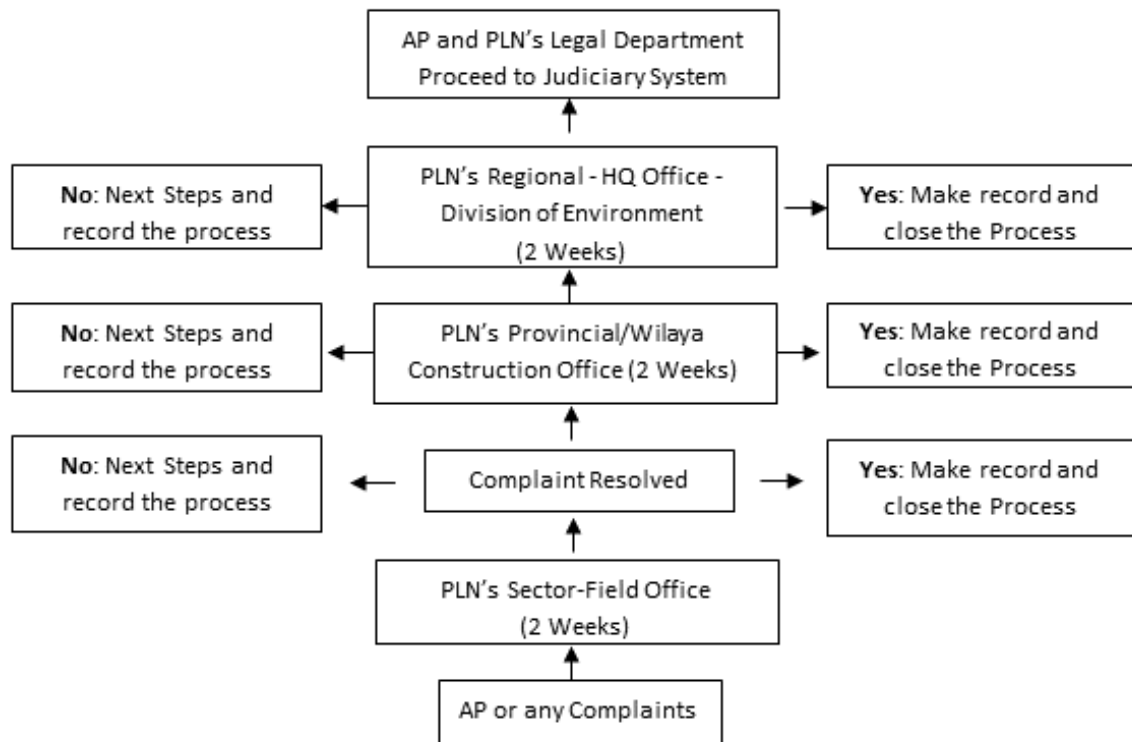 AP and PLN's Legal Department
Proceed to Judiciary System
No: Next Steps and
record the process
PLN's Regional - HQ Office -
Division of Environment
(2 Weeks)
Yes: Make record and
close the Process
No: Next Steps and
record the process
PLN's Provincial/Wilaya
Construction Office (2 Weeks)
Yes: Make record and
close the Process
No: Next Steps and
record the process
Complaint Resolved
Yes: Make record and
close the Process
PLN's Sector-Field Office
(2 Weeks)
AP or any Complaints